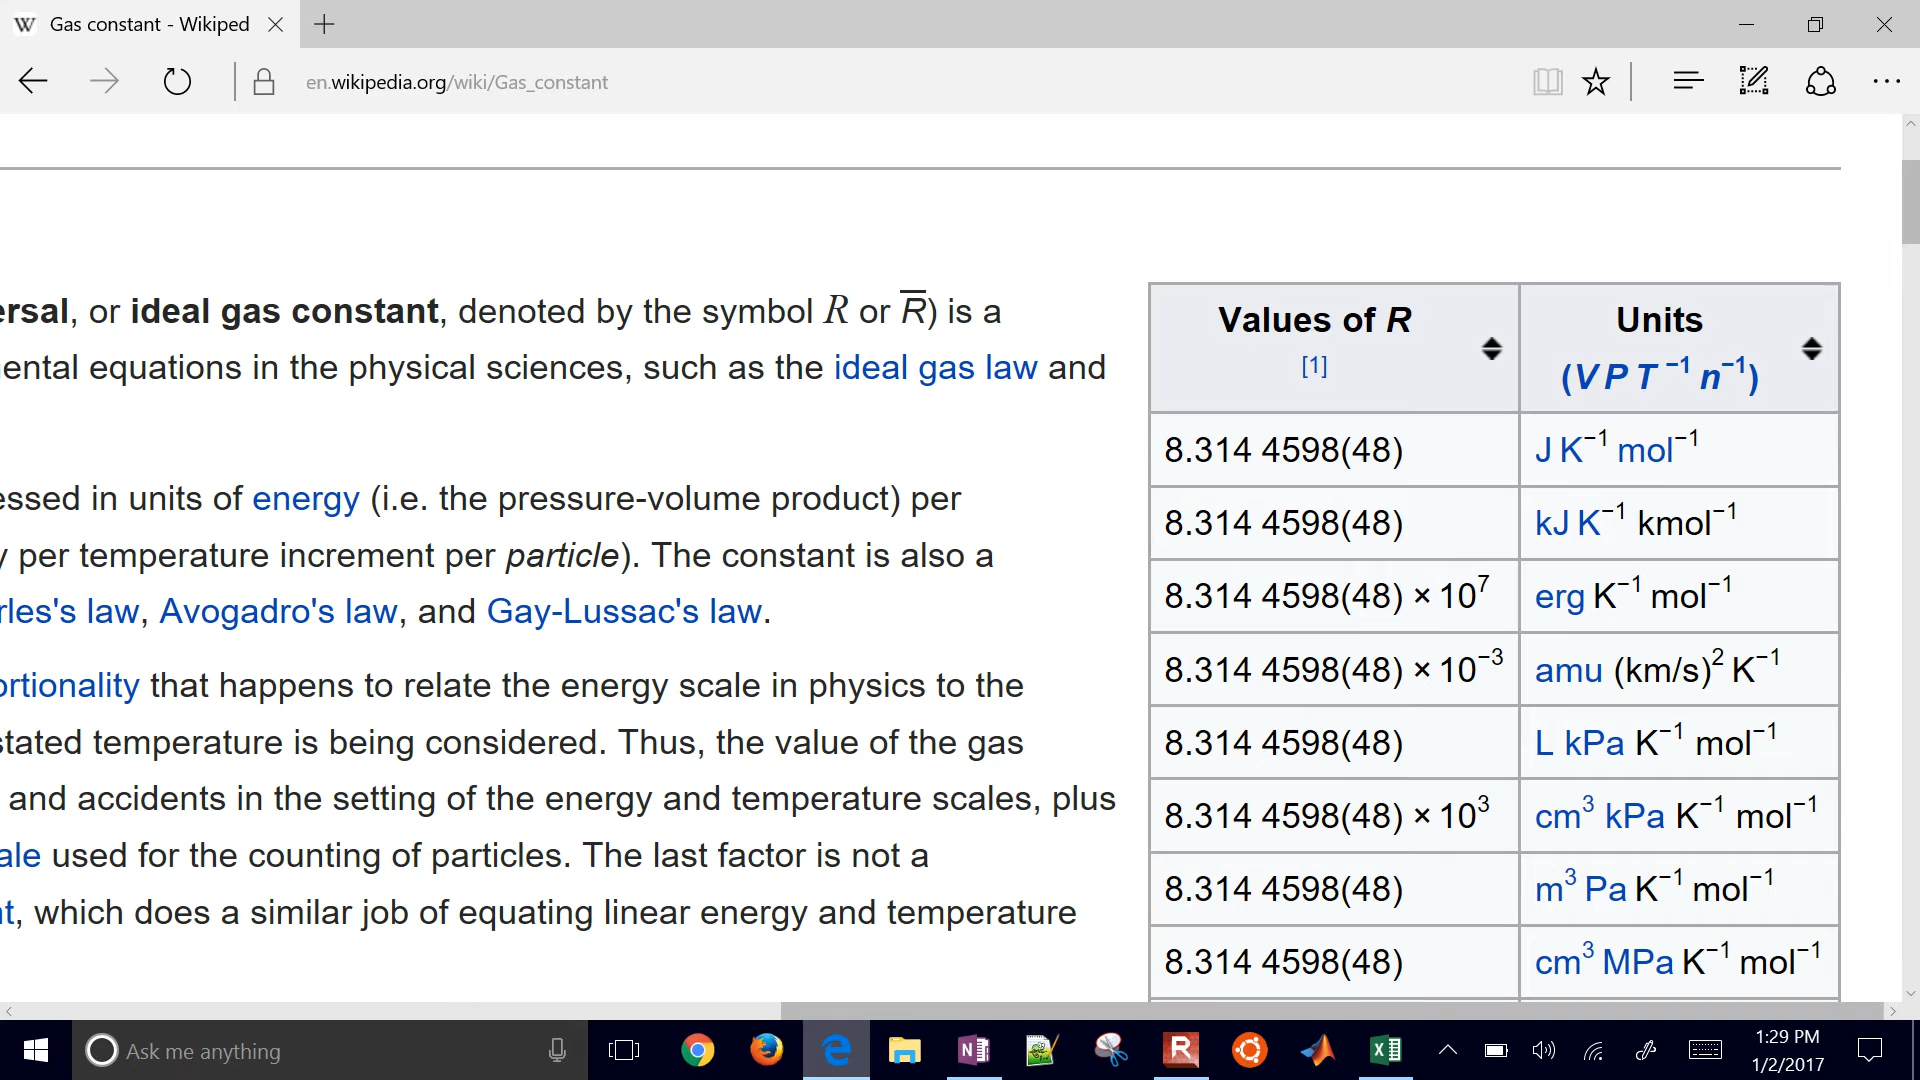 Gas constant - Wikiped
en.wikipedia.org/wiki/Gas_constant
ersal, or ideal gas constant, denoted by the symbol R or R̅) is a
ental equations in the physical sciences, such as the ideal gas law and
essed in units of energy (i.e. the pressure-volume product) per
y per temperature increment per particle). The constant is also a
rles's law, Avogadro's law, and Gay-Lussac's law.
ortionality that happens to relate the energy scale in physics to the
stated temperature is being considered. Thus, the value of the gas
and accidents in the setting of the energy and temperature scales, plus
ale used for the counting of particles. The last factor is not a
nt, which does a similar job of equating linear energy and temperature
Values of R [1] Units (V P T⁻¹ n⁻¹)
8.314 4598(48) J K⁻¹ mol⁻¹
8.314 4598(48) kJ K⁻¹ kmol⁻¹
8.314 4598(48) × 10⁷ erg K⁻¹ mol⁻¹
8.314 4598(48) × 10⁻³ amu (km/s)² K⁻¹
8.314 4598(48) L kPa K⁻¹ mol⁻¹
8.314 4598(48) × 10³ cm³ kPa K⁻¹ mol⁻¹
8.314 4598(48) m³ Pa K⁻¹ mol⁻¹
8.314 4598(48) cm³ MPa K⁻¹ mol⁻¹
Ask me anything
1:29 PM
1/2/2017